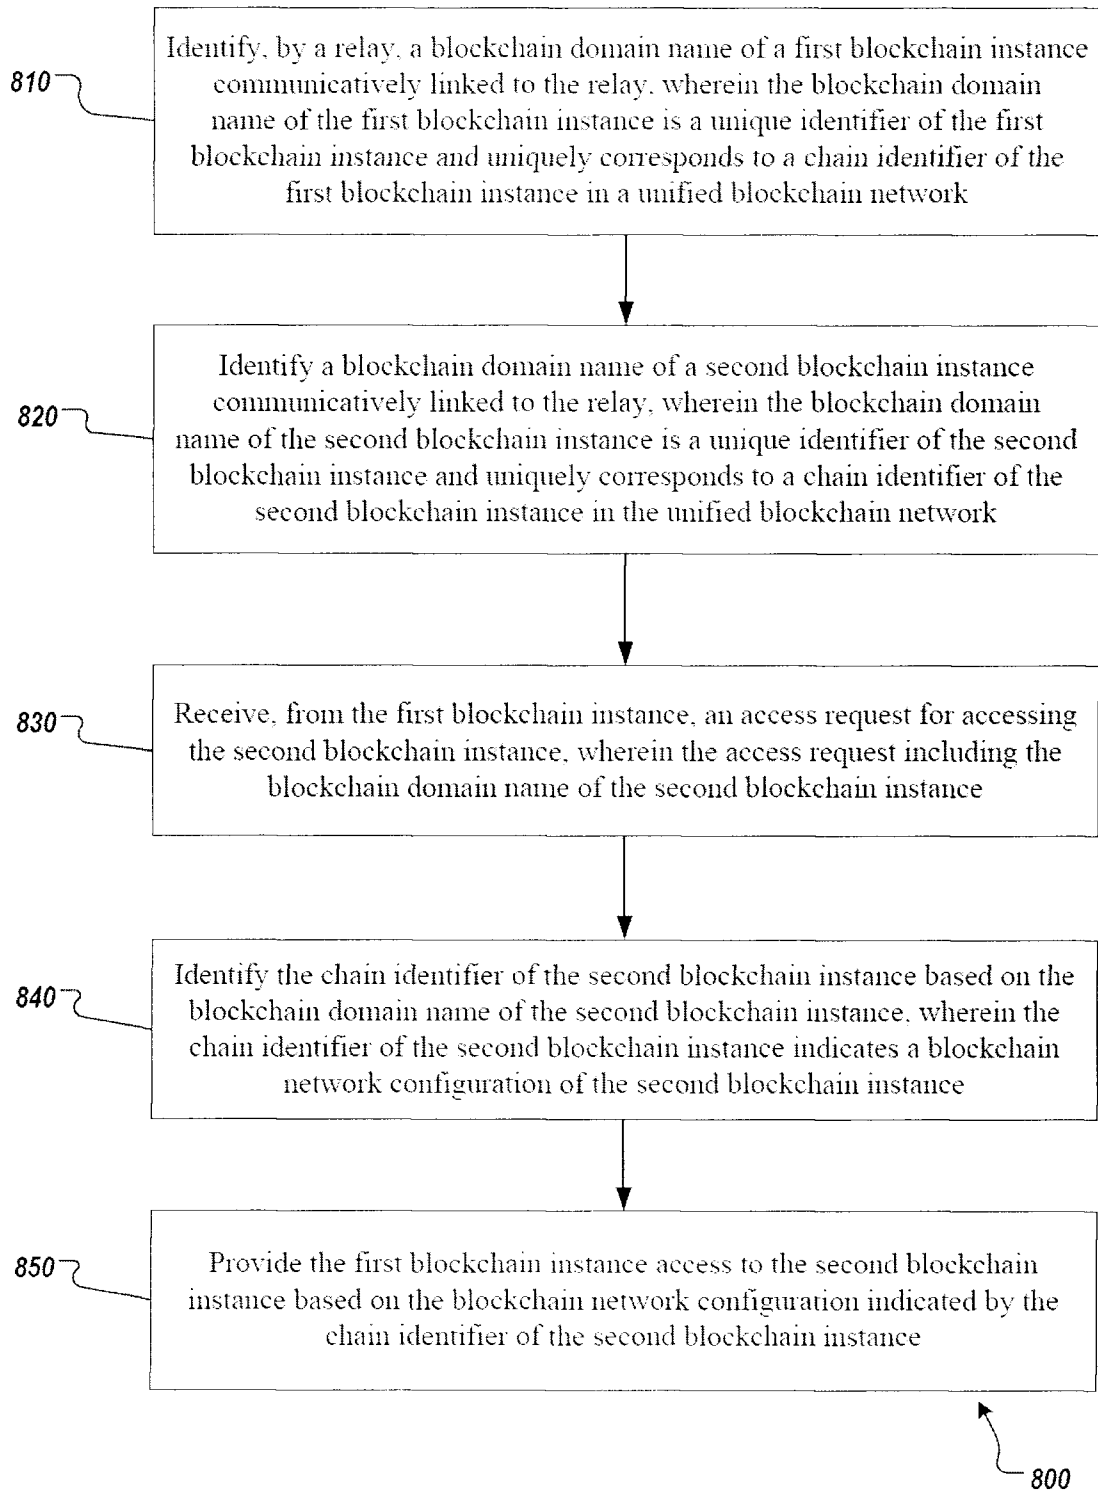 Identify, by a relay, a blockchain domain name of a first blockchain instance
810
communicatively linked to the relay, wherein the blockchain domain
name of the first blockchain instance is a unique identifier of the first
blockchain instance and uniquely corresponds to a chain identifier of the
first blockchain instance in a unified blockchain network
Identify a blockchain domain name of a second blockchain instance
820
communicatively linked to the relay, wherein the blockchain domain
name of the second blockchain instance is a unique identifier of the second
blockchain instance and uniquely corresponds to a chain identifier of the
second blockchain instance in the unified blockchain network
830
Receive, from the first blockchain instance, an access request for accessing
the second blockchain instance, wherein the access request including the
blockchain domain name of the second blockchain instance
840
Identify the chain identifier of the second blockchain instance based on the
blockchain domain name of the second blockchain instance, wherein the
chain identifier of the second blockchain instance indicates a blockchain
network configuration of the second blockchain instance
850
Provide the first blockchain instance access to the second blockchain
instance based on the blockchain network configuration indicated by the
chain identifier of the second blockchain instance
800